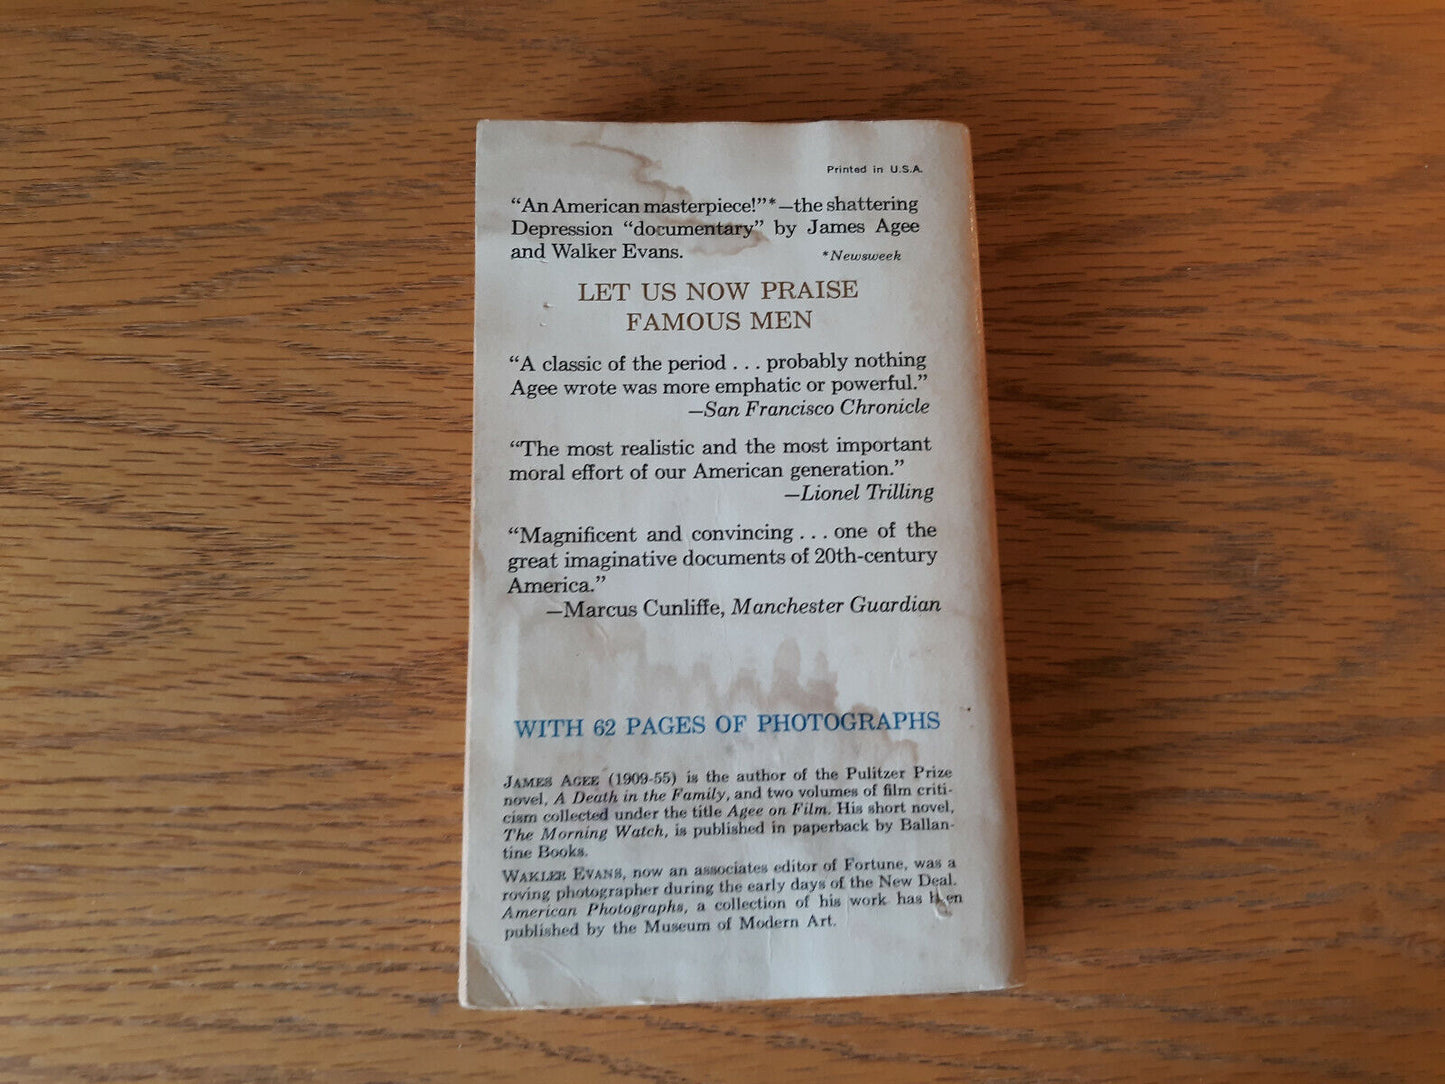 Printed in U.S.A.
“An American masterpiece!”*—the shattering
Depression “documentary” by James Agee
and Walker Evans.
*Newsweek
LET US NOW PRAISE
FAMOUS MEN
“A classic of the period . . . probably nothing
Agee wrote was more emphatic or powerful.”
—San Francisco Chronicle
“The most realistic and the most important
moral effort of our American generation.”
—Lionel Trilling
“Magnificent and convincing . . . one of the
great imaginative documents of 20th-century
America.”
—Marcus Cunliffe, Manchester Guardian
WITH 62 PAGES OF PHOTOGRAPHS
JAMES AGEE (1909-55) is the author of the Pulitzer Prize
novel, A Death in the Family, and two volumes of film criti-
cism collected under the title Agee on Film. His short novel,
The Morning Watch, is published in paperback by Ballan-
tine Books.
WAKLER EVANS, now an associates editor of Fortune, was a
roving photographer during the early days of the New Deal.
American Photographs, a collection of his work has been
published by the Museum of Modern Art.